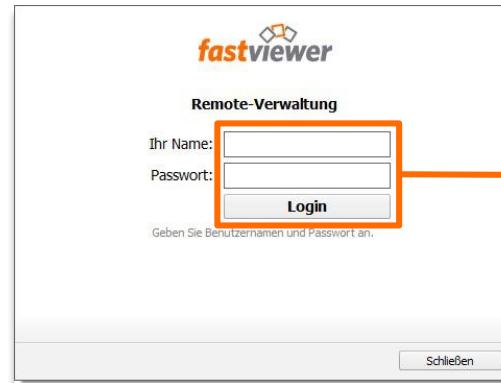 fastviewer
Remote-Verwaltung
Ihr Name:
Passwort:
Login
Geben Sie Benutzernamen und Passwort an.
Schließen